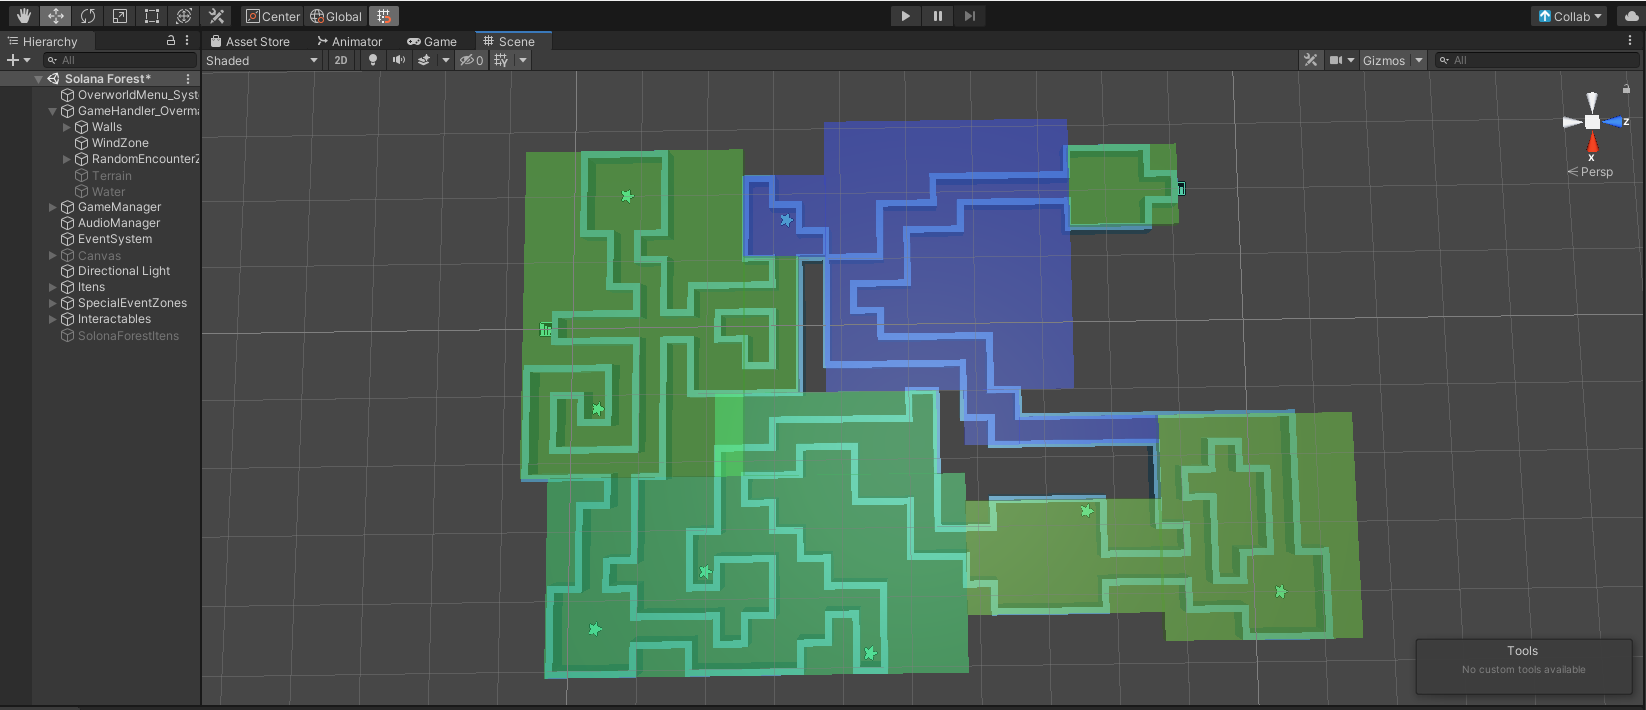 Center Global Collab
Hierarchy Asset Store Animator Game Scene
All Shaded 2D 0 Gizmos All
Solana Forest*
OverworldMenu_Syst
GameHandler_Overma
Walls
WindZone
RandomEncounterZ
Terrain
Water
GameManager
AudioManager
EventSystem
Canvas
Directional Light
Itens
SpecialEventZones
Interactables
SolonaForestItens
z
x
Persp
Tools
No custom tools available